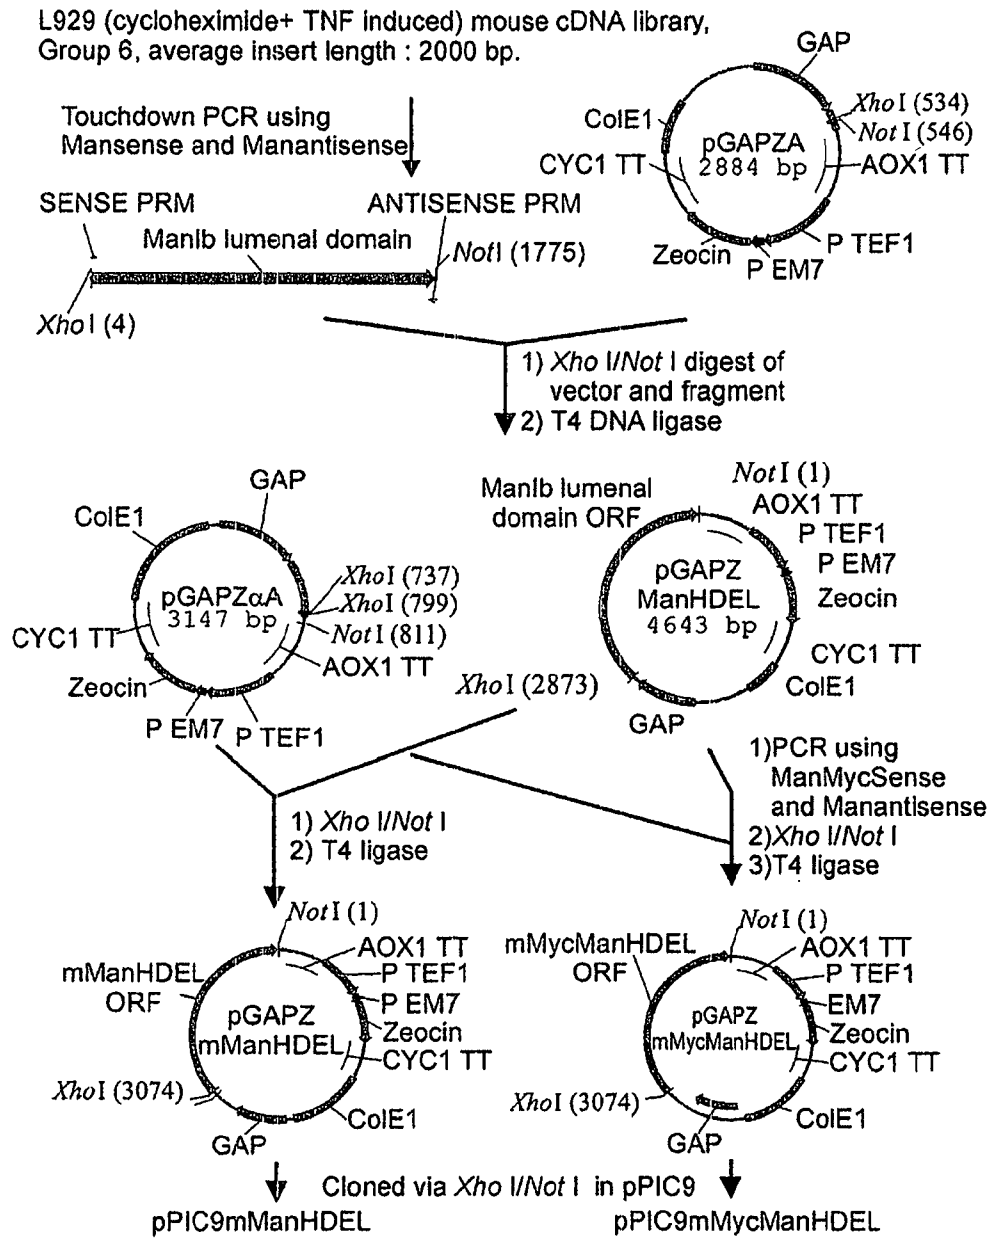 L929 (cycloheximide+ TNF induced) mouse cDNA library,
Group 6, average insert length : 2000 bp.
Touchdown PCR using
Mansense and Manantisense
GAP
XhoI (534)
NotI (546)
ColE1
pGAPZA
2884 bp
CYC1 TT
AOX1 TT
Zeocin
P TEF1
P EM7
SENSE PRM
ANTISENSE PRM
ManIb lumenal domain
NotI (1775)
XhoI (4)
1) Xho I/Not I digest of
vector and fragment
2) T4 DNA ligase
GAP
ColE1
pGAPZαA
3147 bp
XhoI (737)
XhoI (799)
NotI (811)
CYC1 TT
AOX1 TT
Zeocin
P EM7
P TEF1
ManIb lumenal
domain ORF
NotI (1)
AOX1 TT
P TEF1
P EM7
pGAPZ
ManHDEL
4643 bp
Zeocin
CYC1 TT
ColE1
XhoI (2873)
GAP
1) Xho I/Not I
2) T4 ligase
1)PCR using
ManMycSense
and Manantisense
2)Xho I/Not I
3)T4 ligase
NotI (1)
AOX1 TT
mManHDEL
ORF
P TEF1
P EM7
pGAPZ
mManHDEL
Zeocin
CYC1 TT
XhoI (3074)
ColE1
GAP
NotI (1)
mMycManHDEL
ORF
AOX1 TT
P TEF1
EM7
pGAPZ
mMycManHDEL
Zeocin
CYC1 TT
XhoI (3074)
ColE1
GAP
Cloned via Xho I/Not I in pPIC9
pPIC9mManHDEL
pPIC9mMycManHDEL